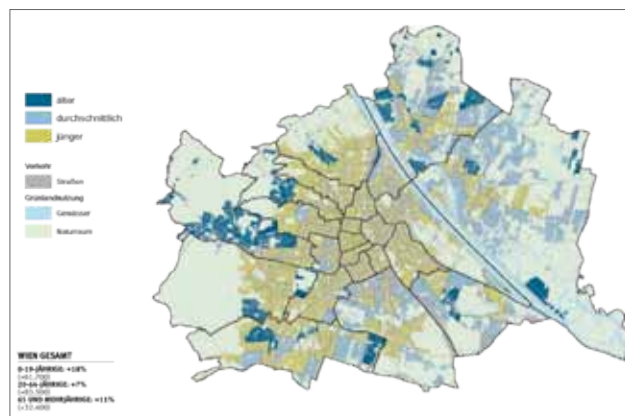 älter
durchschnittlich
jünger
Verkehr
Straßen
Grünlandnutzung
Gewässer
Naturraum
WIEN GESAMT
0-19-JÄHRIGE: +18%
20-64-JÄHRIGE: +7%
65 UND MEHRJÄHRIGE: +11%